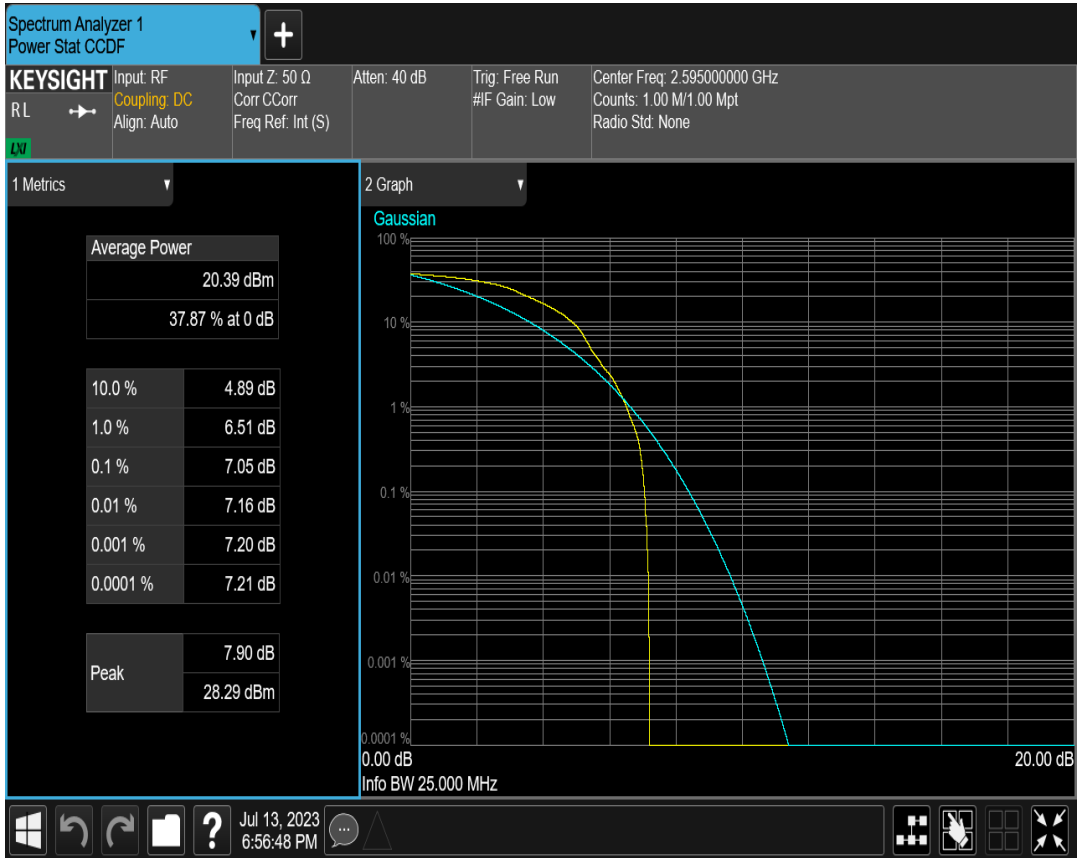 Spectrum Analyzer 1
Power Stat CCDF
KEYSIGHT
R L
LXI
Input: RF
Coupling: DC
Align: Auto
Input Z: 50 Ω
Corr CCorr
Freq Ref: Int (S)
Atten: 40 dB
Trig: Free Run
#IF Gain: Low
Center Freq: 2.595000000 GHz
Counts: 1.00 M/1.00 Mpt
Radio Std: None
1 Metrics
Average Power
20.39 dBm
37.87 % at 0 dB
10.0 % 4.89 dB
1.0 % 6.51 dB
0.1 % 7.05 dB
0.01 % 7.16 dB
0.001 % 7.20 dB
0.0001 % 7.21 dB
Peak
7.90 dB
28.29 dBm
2 Graph
Gaussian
100 %
10 %
1 %
0.1 %
0.01 %
0.001 %
0.0001 %
0.00 dB
20.00 dB
Info BW 25.000 MHz
?
Jul 13, 2023
6:56:48 PM